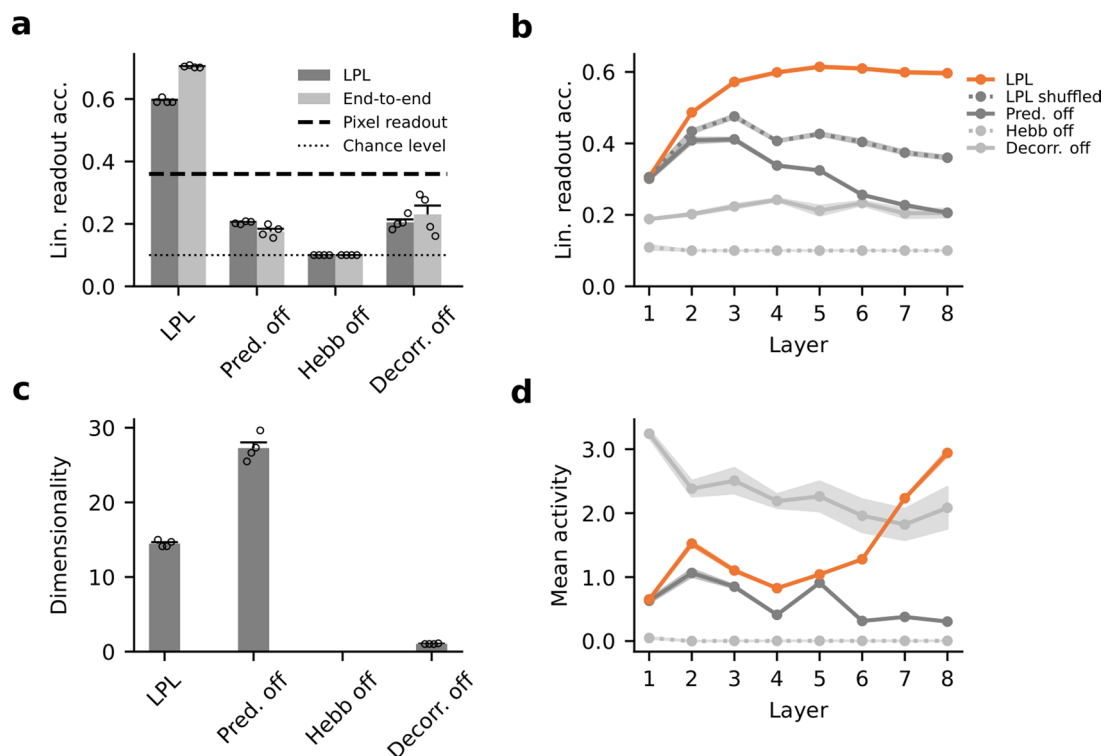 a
Lin. readout acc.
0.6
0.4
0.2
0.0
LPL
End-to-end
Pixel readout
Chance level
LPL
Pred. off
Hebb off
Decorr. off
b
Lin. readout acc.
0.6
0.4
0.2
0.0
1 2 3 4 5 6 7 8
Layer
LPL
LPL shuffled
Pred. off
Hebb off
Decorr. off
c
Dimensionality
30
20
10
0
LPL
Pred. off
Hebb off
Decorr. off
d
Mean activity
3.0
2.0
1.0
0.0
1 2 3 4 5 6 7 8
Layer